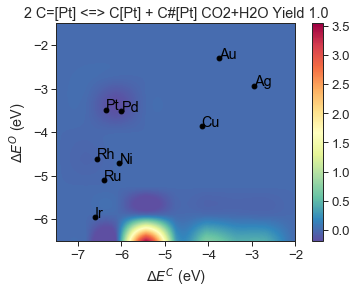 2 C=[Pt] <=> C[Pt] + C#[Pt] CO2+H2O Yield 1.0
−2
−3
−4
−5
−6
ΔE^O (eV)
Au
Ag
Pt
Pd
Cu
Rh
Ni
Ru
Ir
−7
−6
−5
−4
−3
−2
ΔE^C (eV)
3.5
3.0
2.5
2.0
1.5
1.0
0.5
0.0